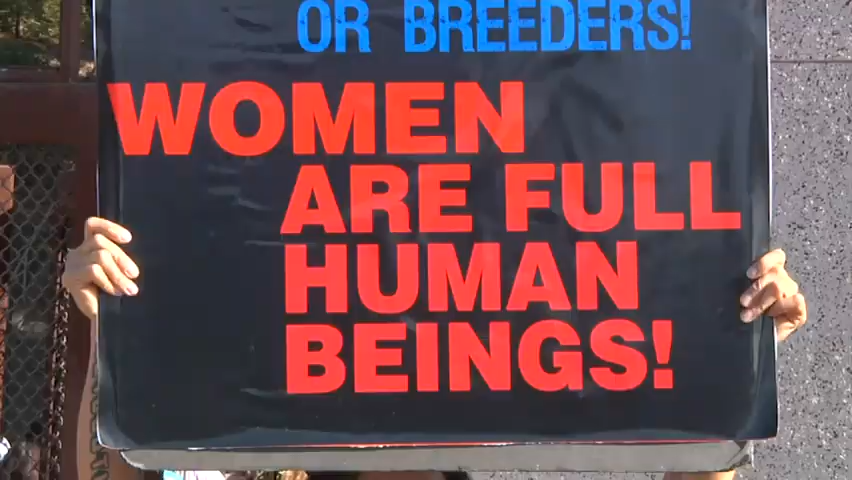 OR BREEDERS!
WOMEN
ARE FULL
HUMAN
BEINGS!